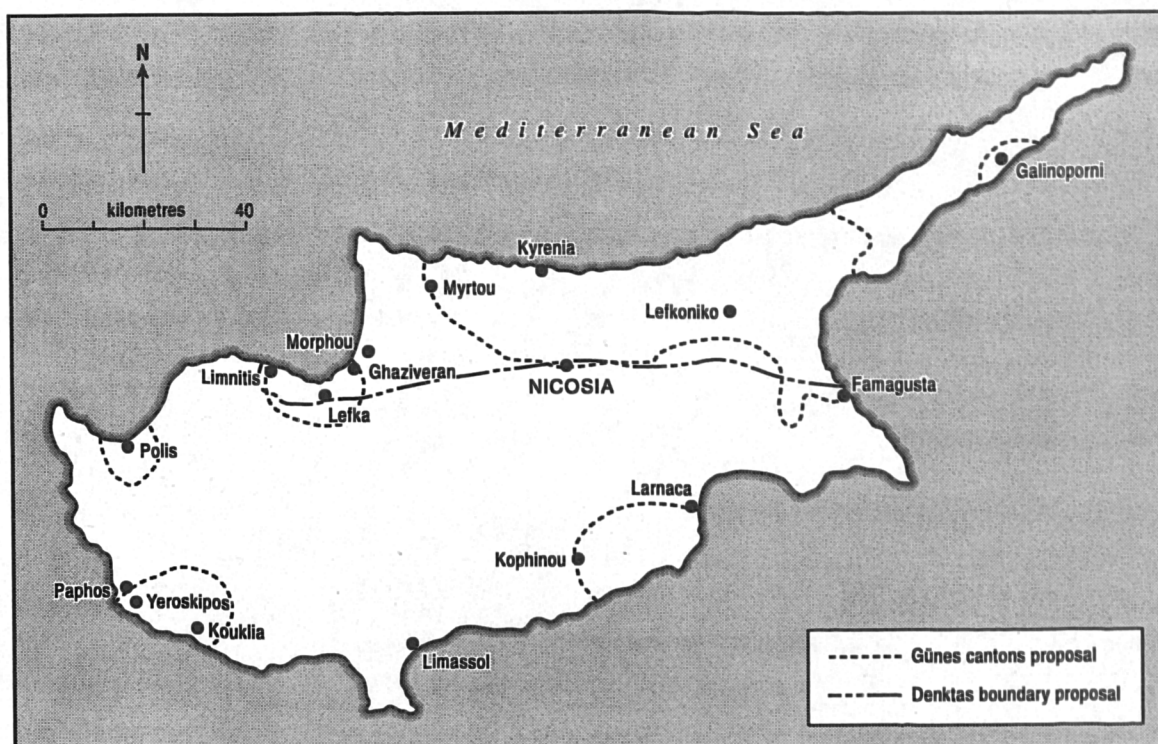 N
Mediterranean Sea
0 kilometres 40
Galinoporni
Kyrenia
Myrtou
Lefkoniko
Morphou
Ghaziveran
Limnitis
NICOSIA
Famagusta
Lefka
Polis
Larnaca
Kophinou
Paphos
Yeroskipos
Kouklia
Limassol
Günes cantons proposal
Denktas boundary proposal